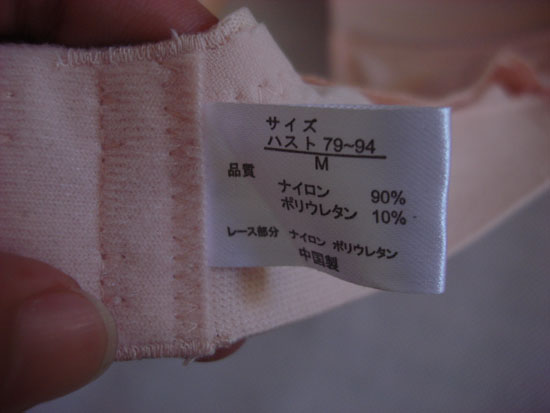 サイズ
ハスト 79~94
M
品質
ナイロン 90%
ポリウレタン 10%
レース部分 ナイロン ポリウレタン
中国製